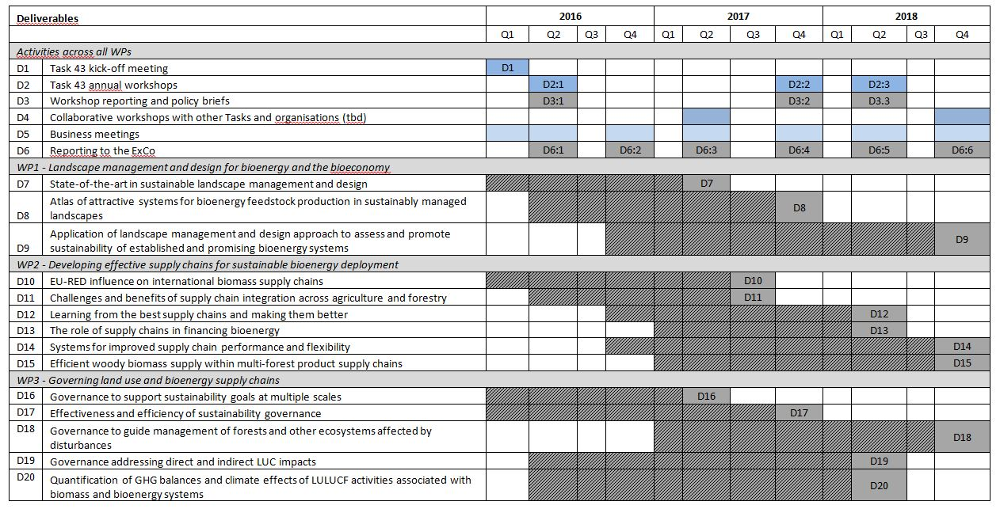 Deliverables 2016 2017 2018
Q1 Q2 Q3 Q4 Q1 Q2 Q3 Q4 Q1 Q2 Q3 Q4
Activities across all WPs
D1 Task 43 kick-off meeting D1
D2 Task 43 annual workshops D2:1 D2:2 D2:3
D3 Workshop reporting and policy briefs D3:1 D3:2 D3.3
D4 Collaborative workshops with other Tasks and organisations (tbd)
D5 Business meetings
D6 Reporting to the ExCo D6:1 D6:2 D6:3 D6:4 D6:5 D6:6
WP1 - Landscape management and design for bioenergy and the bioeconomy
D7 State-of-the-art in sustainable landscape management and design D7
Atlas of attractive systems for bioenergy feedstock production in sustainably managed
D8 landscapes D8
Application of landscape management and design approach to assess and promote
D9 sustainability of established and promising bioenergy systems D9
WP2 - Developing effective supply chains for sustainable bioenergy deployment
D10 EU-RED influence on international biomass supply chains D10
D11 Challenges and benefits of supply chain integration across agriculture and forestry D11
D12 Learning from the best supply chains and making them better D12
D13 The role of supply chains in financing bioenergy D13
D14 Systems for improved supply chain performance and flexibility D14
D15 Efficient woody biomass supply within multi-forest product supply chains D15
WP3 - Governing land use and bioenergy supply chains
D16 Governance to support sustainability goals at multiple scales D16
D17 Effectiveness and efficiency of sustainability governance D17
D18 Governance to guide management of forests and other ecosystems affected by
disturbances D18
D19 Governance addressing direct and indirect LUC impacts D19
D20 Quantification of GHG balances and climate effects of LULUCF activities associated with
biomass and bioenergy systems D20